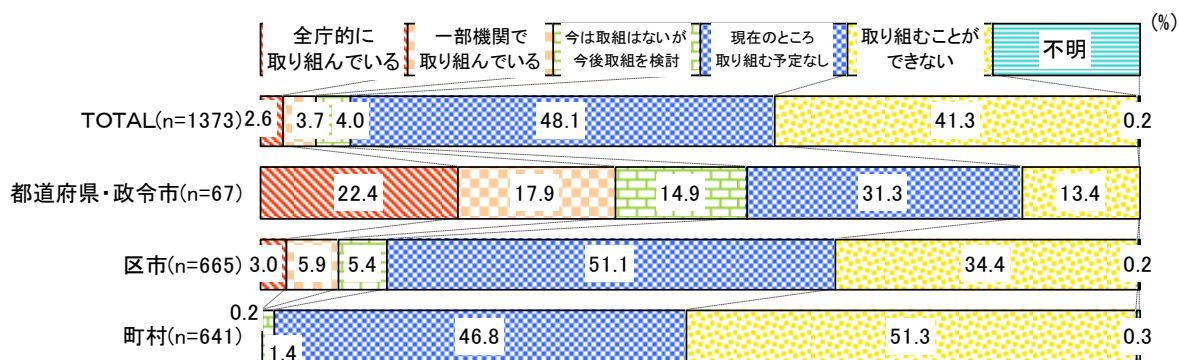 (%)
全庁的に
取り組んでいる
一部機関で
取り組んでいる
今は取組はないが
今後取組を検討
現在のところ
取り組む予定なし
取り組むことが
できない
不明
TOTAL(n=1373) 2.6 3.7 4.0 48.1 41.3 0.2
都道府県・政令市(n=67) 22.4 17.9 14.9 31.3 13.4
区市(n=665) 3.0 5.9 5.4 51.1 34.4 0.2
町村(n=641) 0.2 1.4 46.8 51.3 0.3